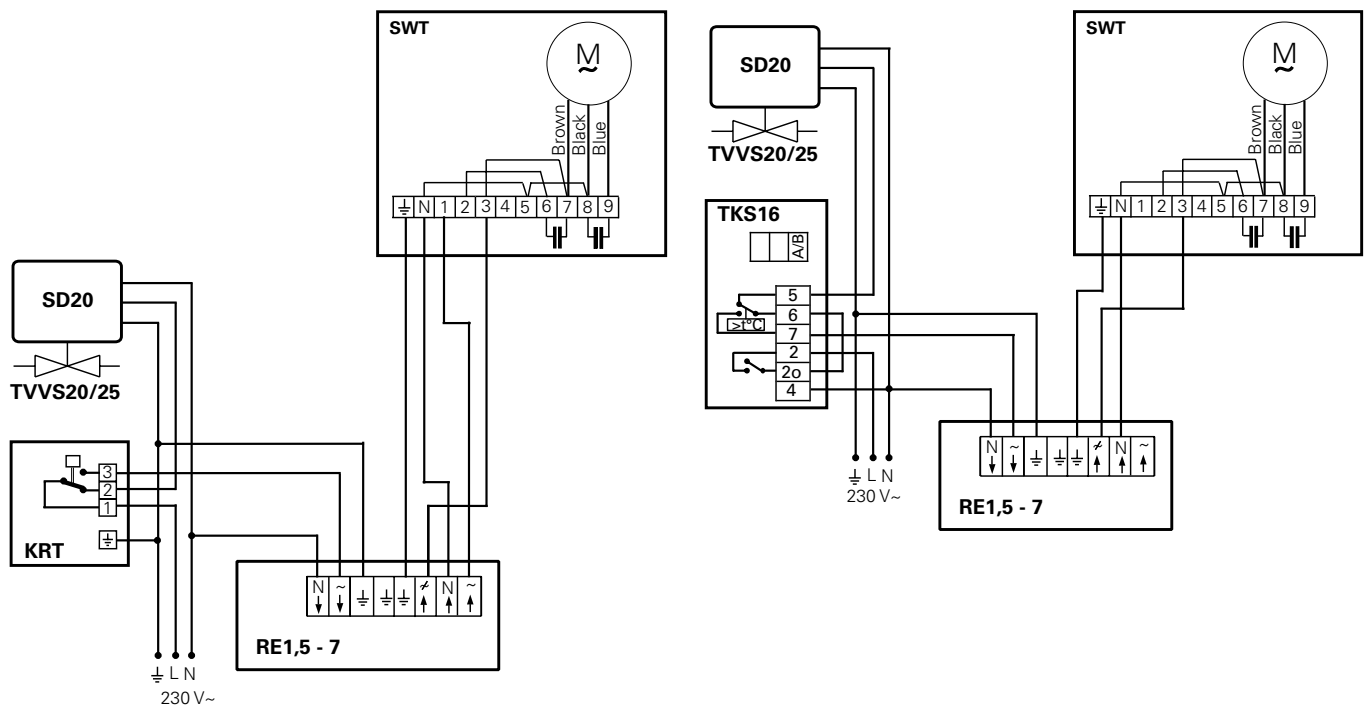 SWT
M
~
Brown
Black
Blue
⏚ N 1 2 3 4 5 6 7 8 9
SD20
TVVS20/25
3
2
1
⏚
KRT
N ~ ⏚ ⏚ ⏚ ≁ N ~
↓ ↓ ↑ ↑ ↑
RE1,5 - 7
⏚ L N
230 V~
SD20
TVVS20/25
SWT
M
~
Brown
Black
Blue
⏚ N 1 2 3 4 5 6 7 8 9
TKS16
A/B
>t°C
5
6
7
2
2o
4
⏚ L N
230 V~
N ~ ⏚ ⏚ ⏚ ≁ N ~
↓ ↓ ↑ ↑ ↑
RE1,5 - 7